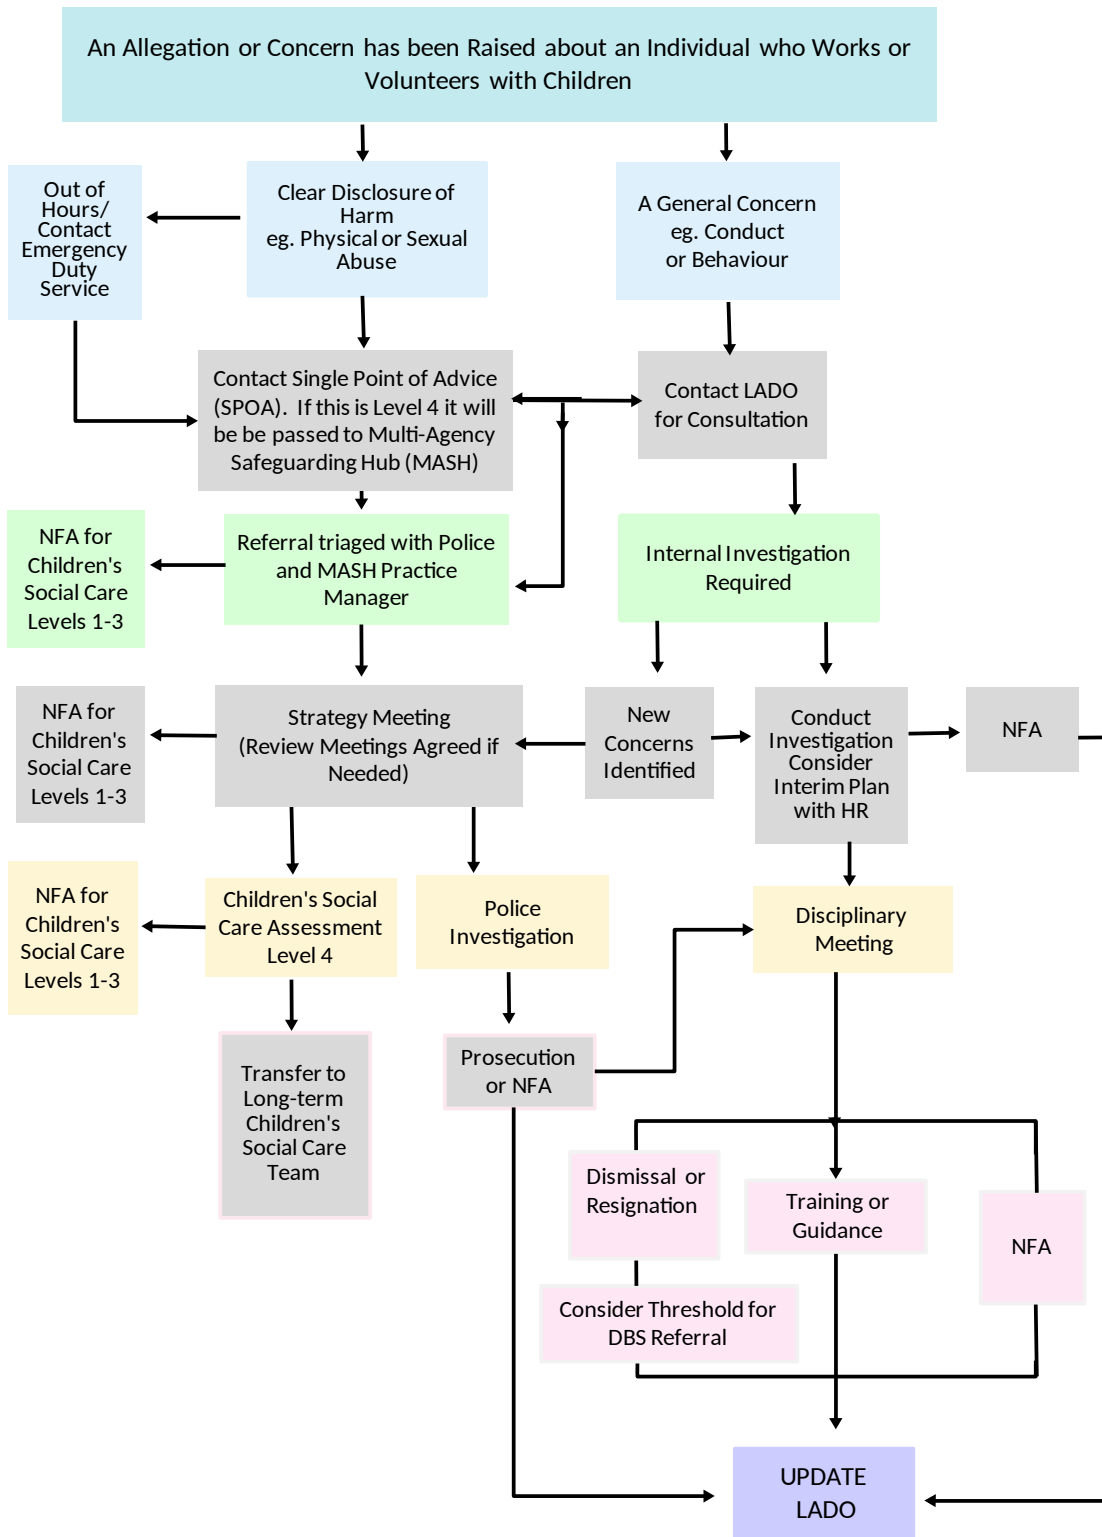 An Allegation or Concern has been Raised about an Individual who Works or
Volunteers with Children
Out of
Hours/
Contact
Emergency
Duty
Service
Clear Disclosure of
Harm
eg. Physical or Sexual
Abuse
A General Concern
eg. Conduct
or Behaviour
Contact Single Point of Advice
(SPOA). If this is Level 4 it will
be be passed to Multi-Agency
Safeguarding Hub (MASH)
Contact LADO
for Consultation
NFA for
Children's
Social Care
Levels 1-3
Referral triaged with Police
and MASH Practice
Manager
Internal Investigation
Required
NFA for
Children's
Social Care
Levels 1-3
Strategy Meeting
(Review Meetings Agreed if
Needed)
New
Concerns
Identified
Conduct
Investigation
Consider
Interim Plan
with HR
NFA
NFA for
Children's
Social Care
Levels 1-3
Children's Social
Care Assessment
Level 4
Police
Investigation
Disciplinary
Meeting
Transfer to
Long-term
Children's
Social Care
Team
Prosecution
or NFA
Dismissal or
Resignation
Training or
Guidance
NFA
Consider Threshold for
DBS Referral
UPDATE
LADO